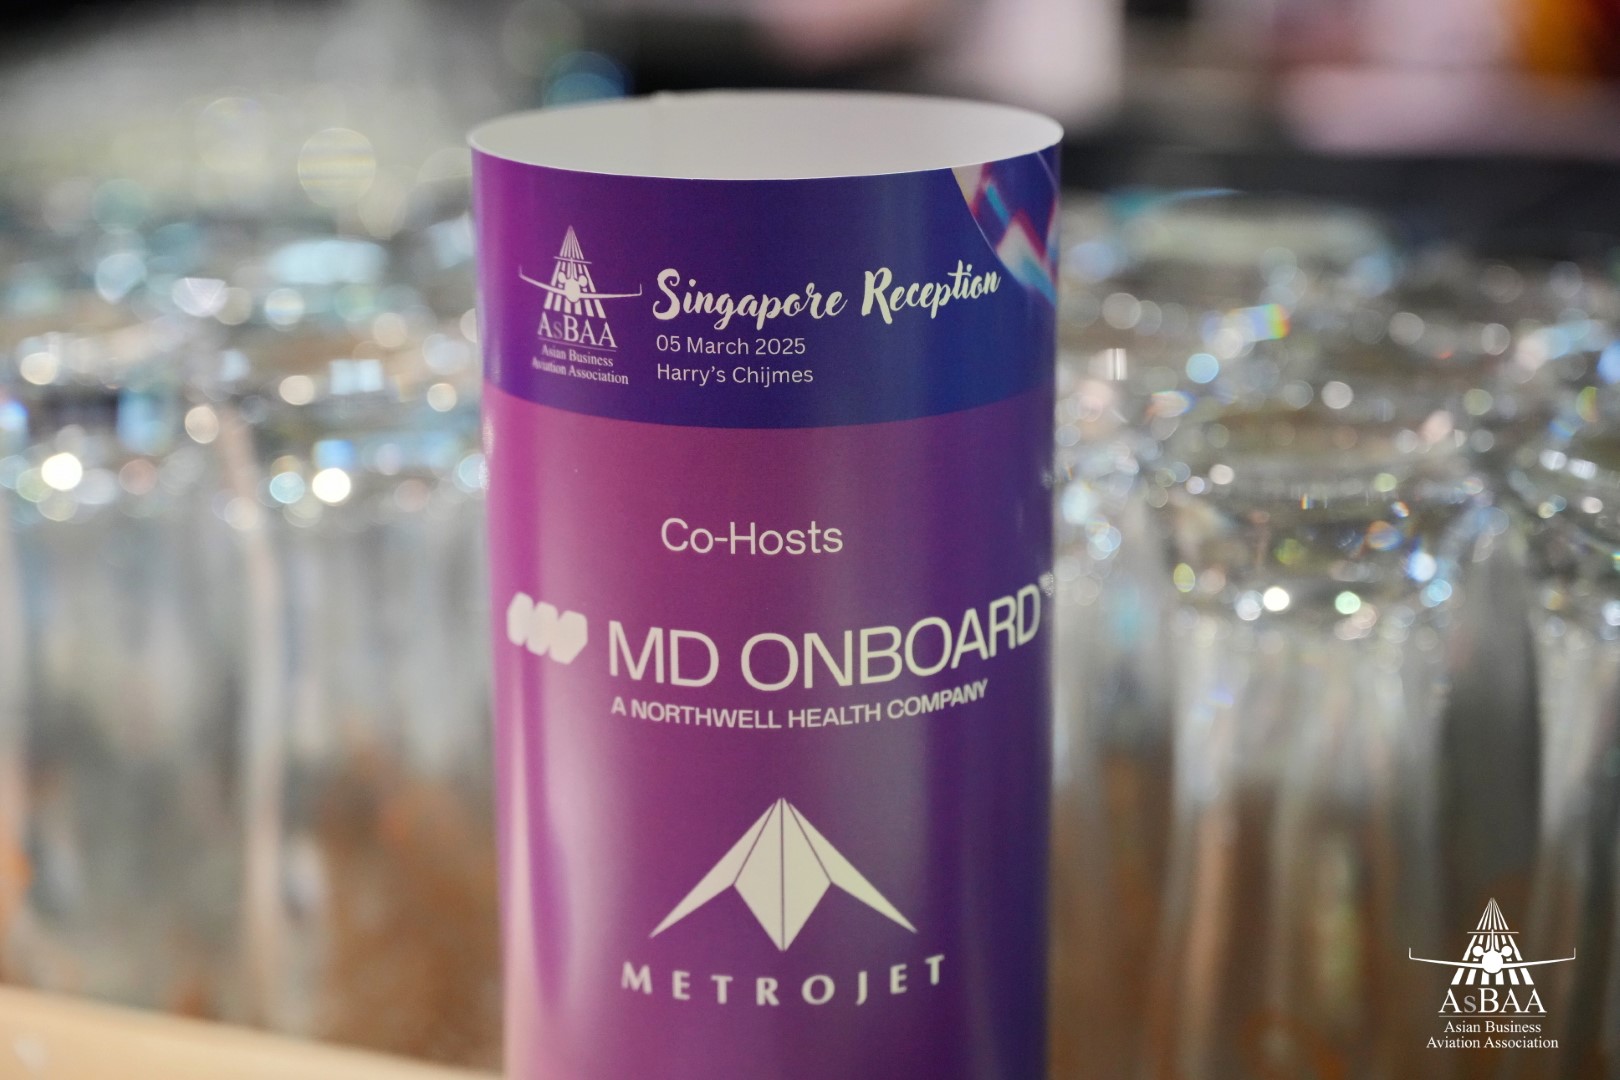 AsBAA
Asian Business
Aviation Association
Singapore Reception
05 March 2025
Harry's Chijmes
Co-Hosts
MD ONBOARD
A NORTHWELL HEALTH COMPANY
METROJET
AsBAA
Asian Business
Aviation Association